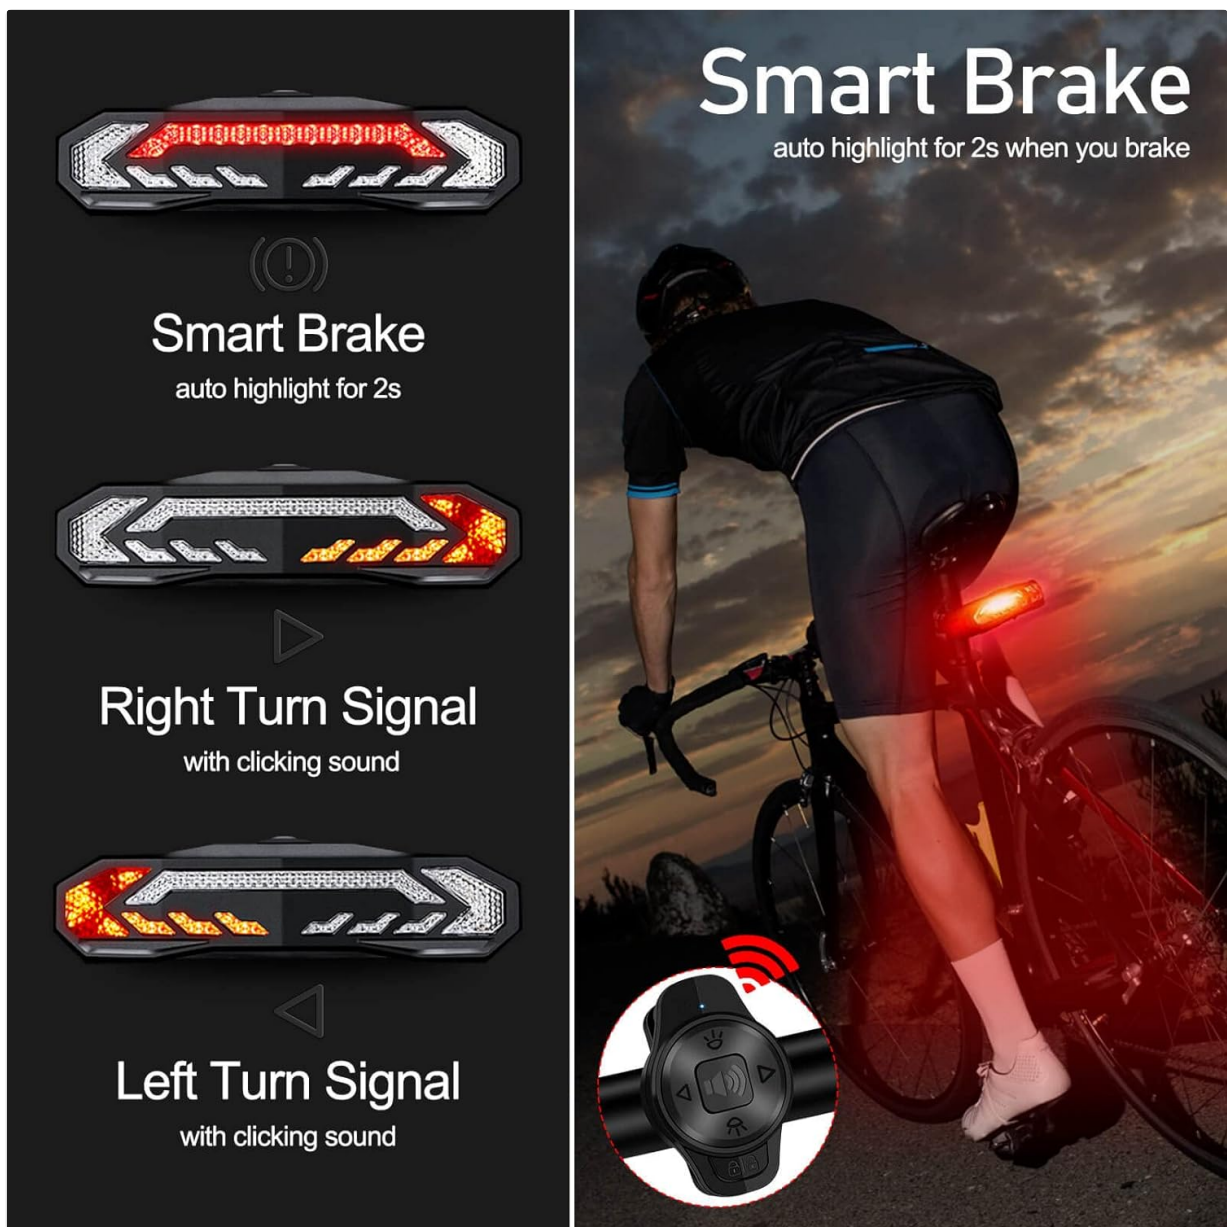 Smart Brake
auto highlight for 2s
Right Turn Signal
with clicking sound
Left Turn Signal
with clicking sound
Smart Brake
auto highlight for 2s when you brake